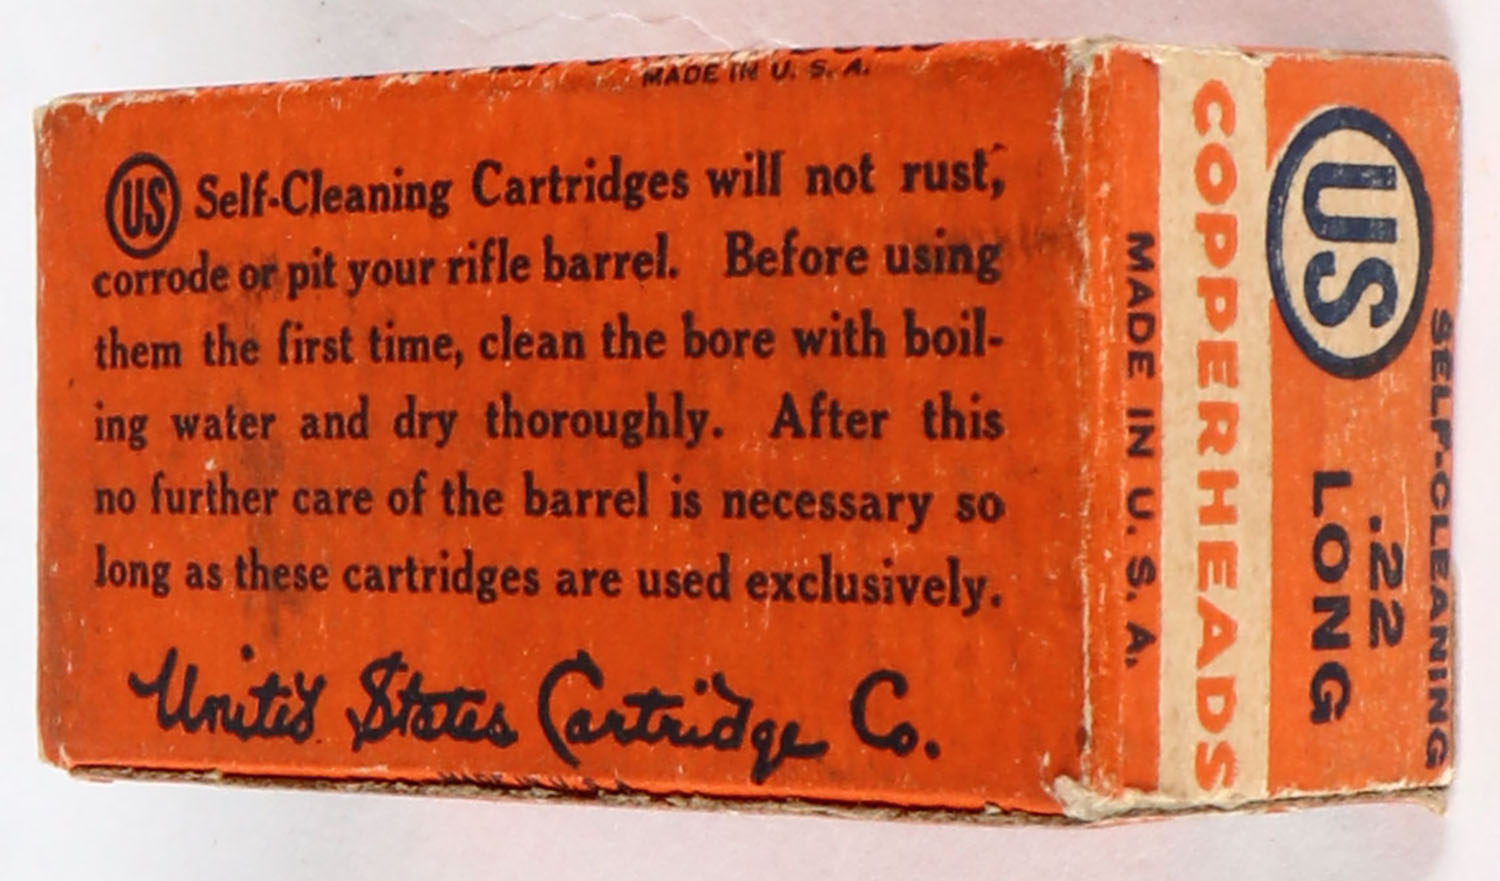 MADE IN U. S. A.
US Self-Cleaning Cartridges will not rust,
corrode or pit your rifle barrel. Before using
them the first time, clean the bore with boil-
ing water and dry thoroughly. After this
no further care of the barrel is necessary so
long as these cartridges are used exclusively.
United States Cartridge Co.
SELF-CLEANING
US
.22
LONG
COPPERHEADS
MADE IN U. S. A.